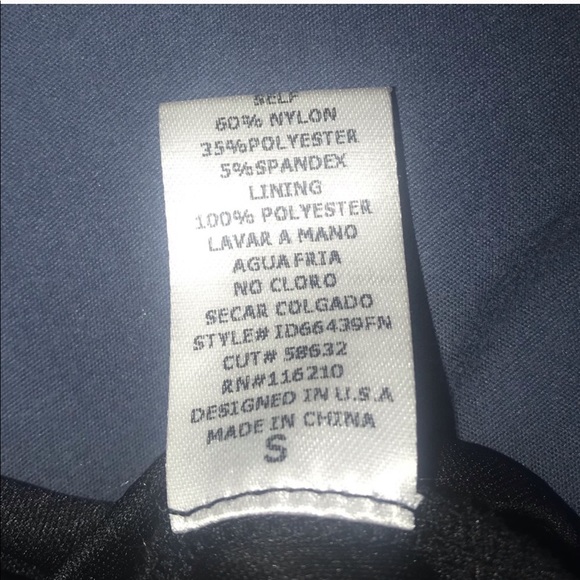 SELF
60% NYLON
35%POLYESTER
5%SPANDEX
LINING
100% POLYESTER
LAVAR A MANO
AGUA FRIA
NO CLORO
SECAR COLGADO
STYLE# ID66439FN
CUT# 58632
RN#116210
DESIGNED IN U.S.A
MADE IN CHINA
S